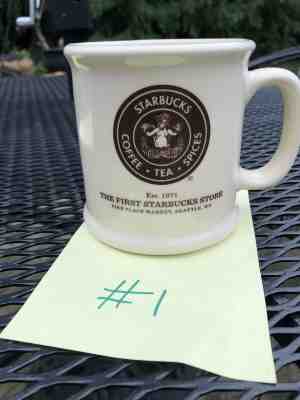 STARBUCKS
COFFEE • TEA • SPICES
®
Est. 1971
THE FIRST STARBUCKS STORE
PIKE PLACE MARKET, SEATTLE, WA
#1